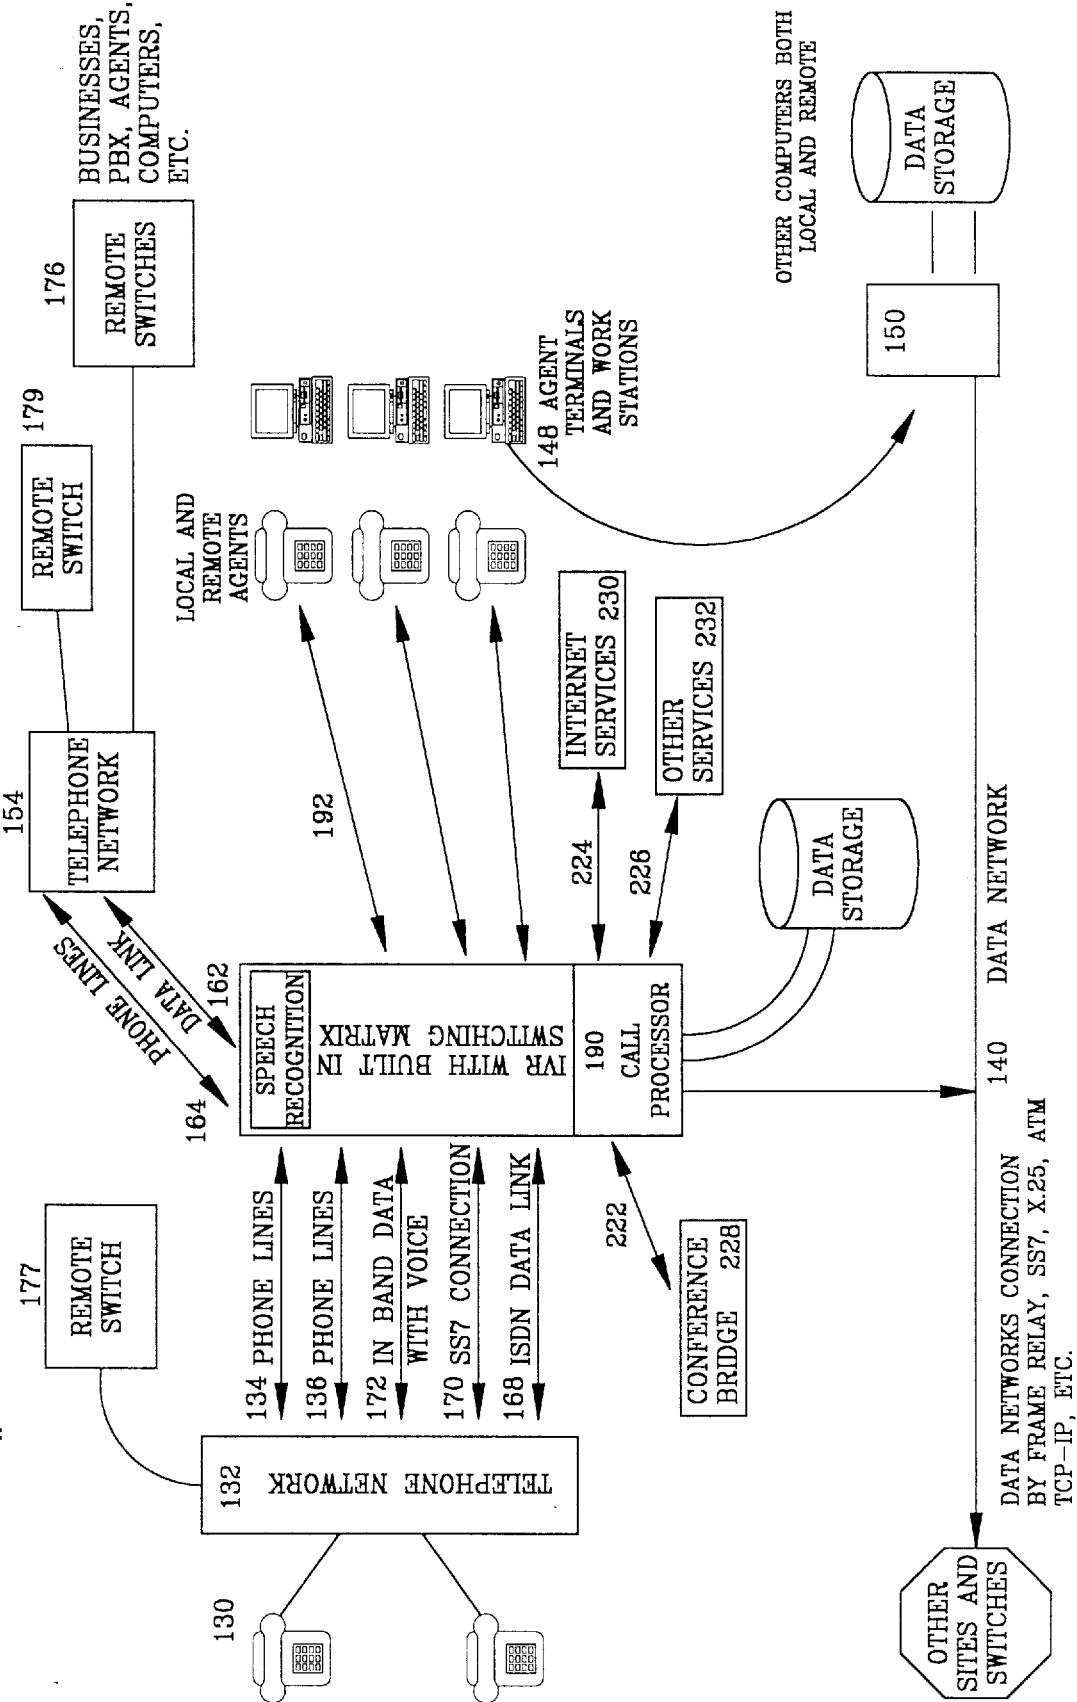 177
REMOTE
SWITCH
154
TELEPHONE
NETWORK
179
REMOTE
SWITCH
176
REMOTE
SWITCHES
BUSINESSES,
PBX, AGENTS,
COMPUTERS,
ETC.
PHONE LINES
DATA LINK
164
162
130
132
TELEPHONE NETWORK
134 PHONE LINES
136 PHONE LINES
172 IN BAND DATA
WITH VOICE
170 SS7 CONNECTION
168 ISDN DATA LINK
SPEECH
RECOGNITION
IVR WITH BUILT IN
SWITCHING MATRIX
190
CALL
PROCESSOR
192
LOCAL AND
REMOTE
AGENTS
148 AGENT
TERMINALS
AND WORK
STATIONS
222
CONFERENCE
BRIDGE 228
224
INTERNET
SERVICES 230
226
OTHER
SERVICES 232
DATA
STORAGE
OTHER COMPUTERS BOTH
LOCAL AND REMOTE
150
DATA
STORAGE
140 DATA NETWORK
OTHER
SITES AND
SWITCHES
DATA NETWORKS CONNECTION
BY FRAME RELAY, SS7, X.25, ATM
TCP-IP, ETC.